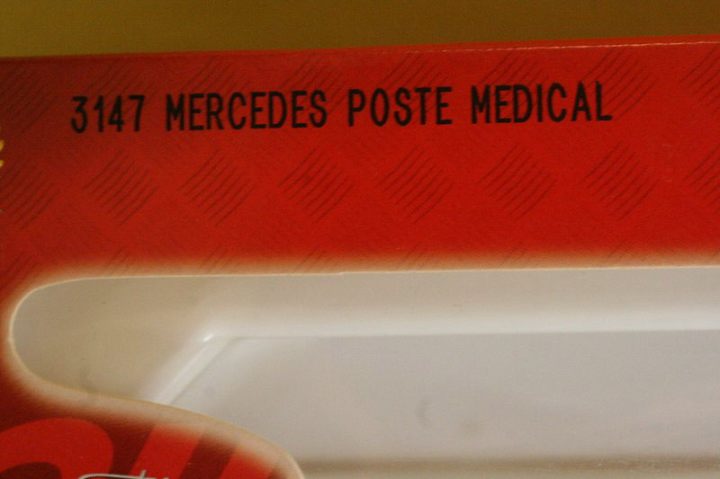 3147 MERCEDES POSTE MEDICAL